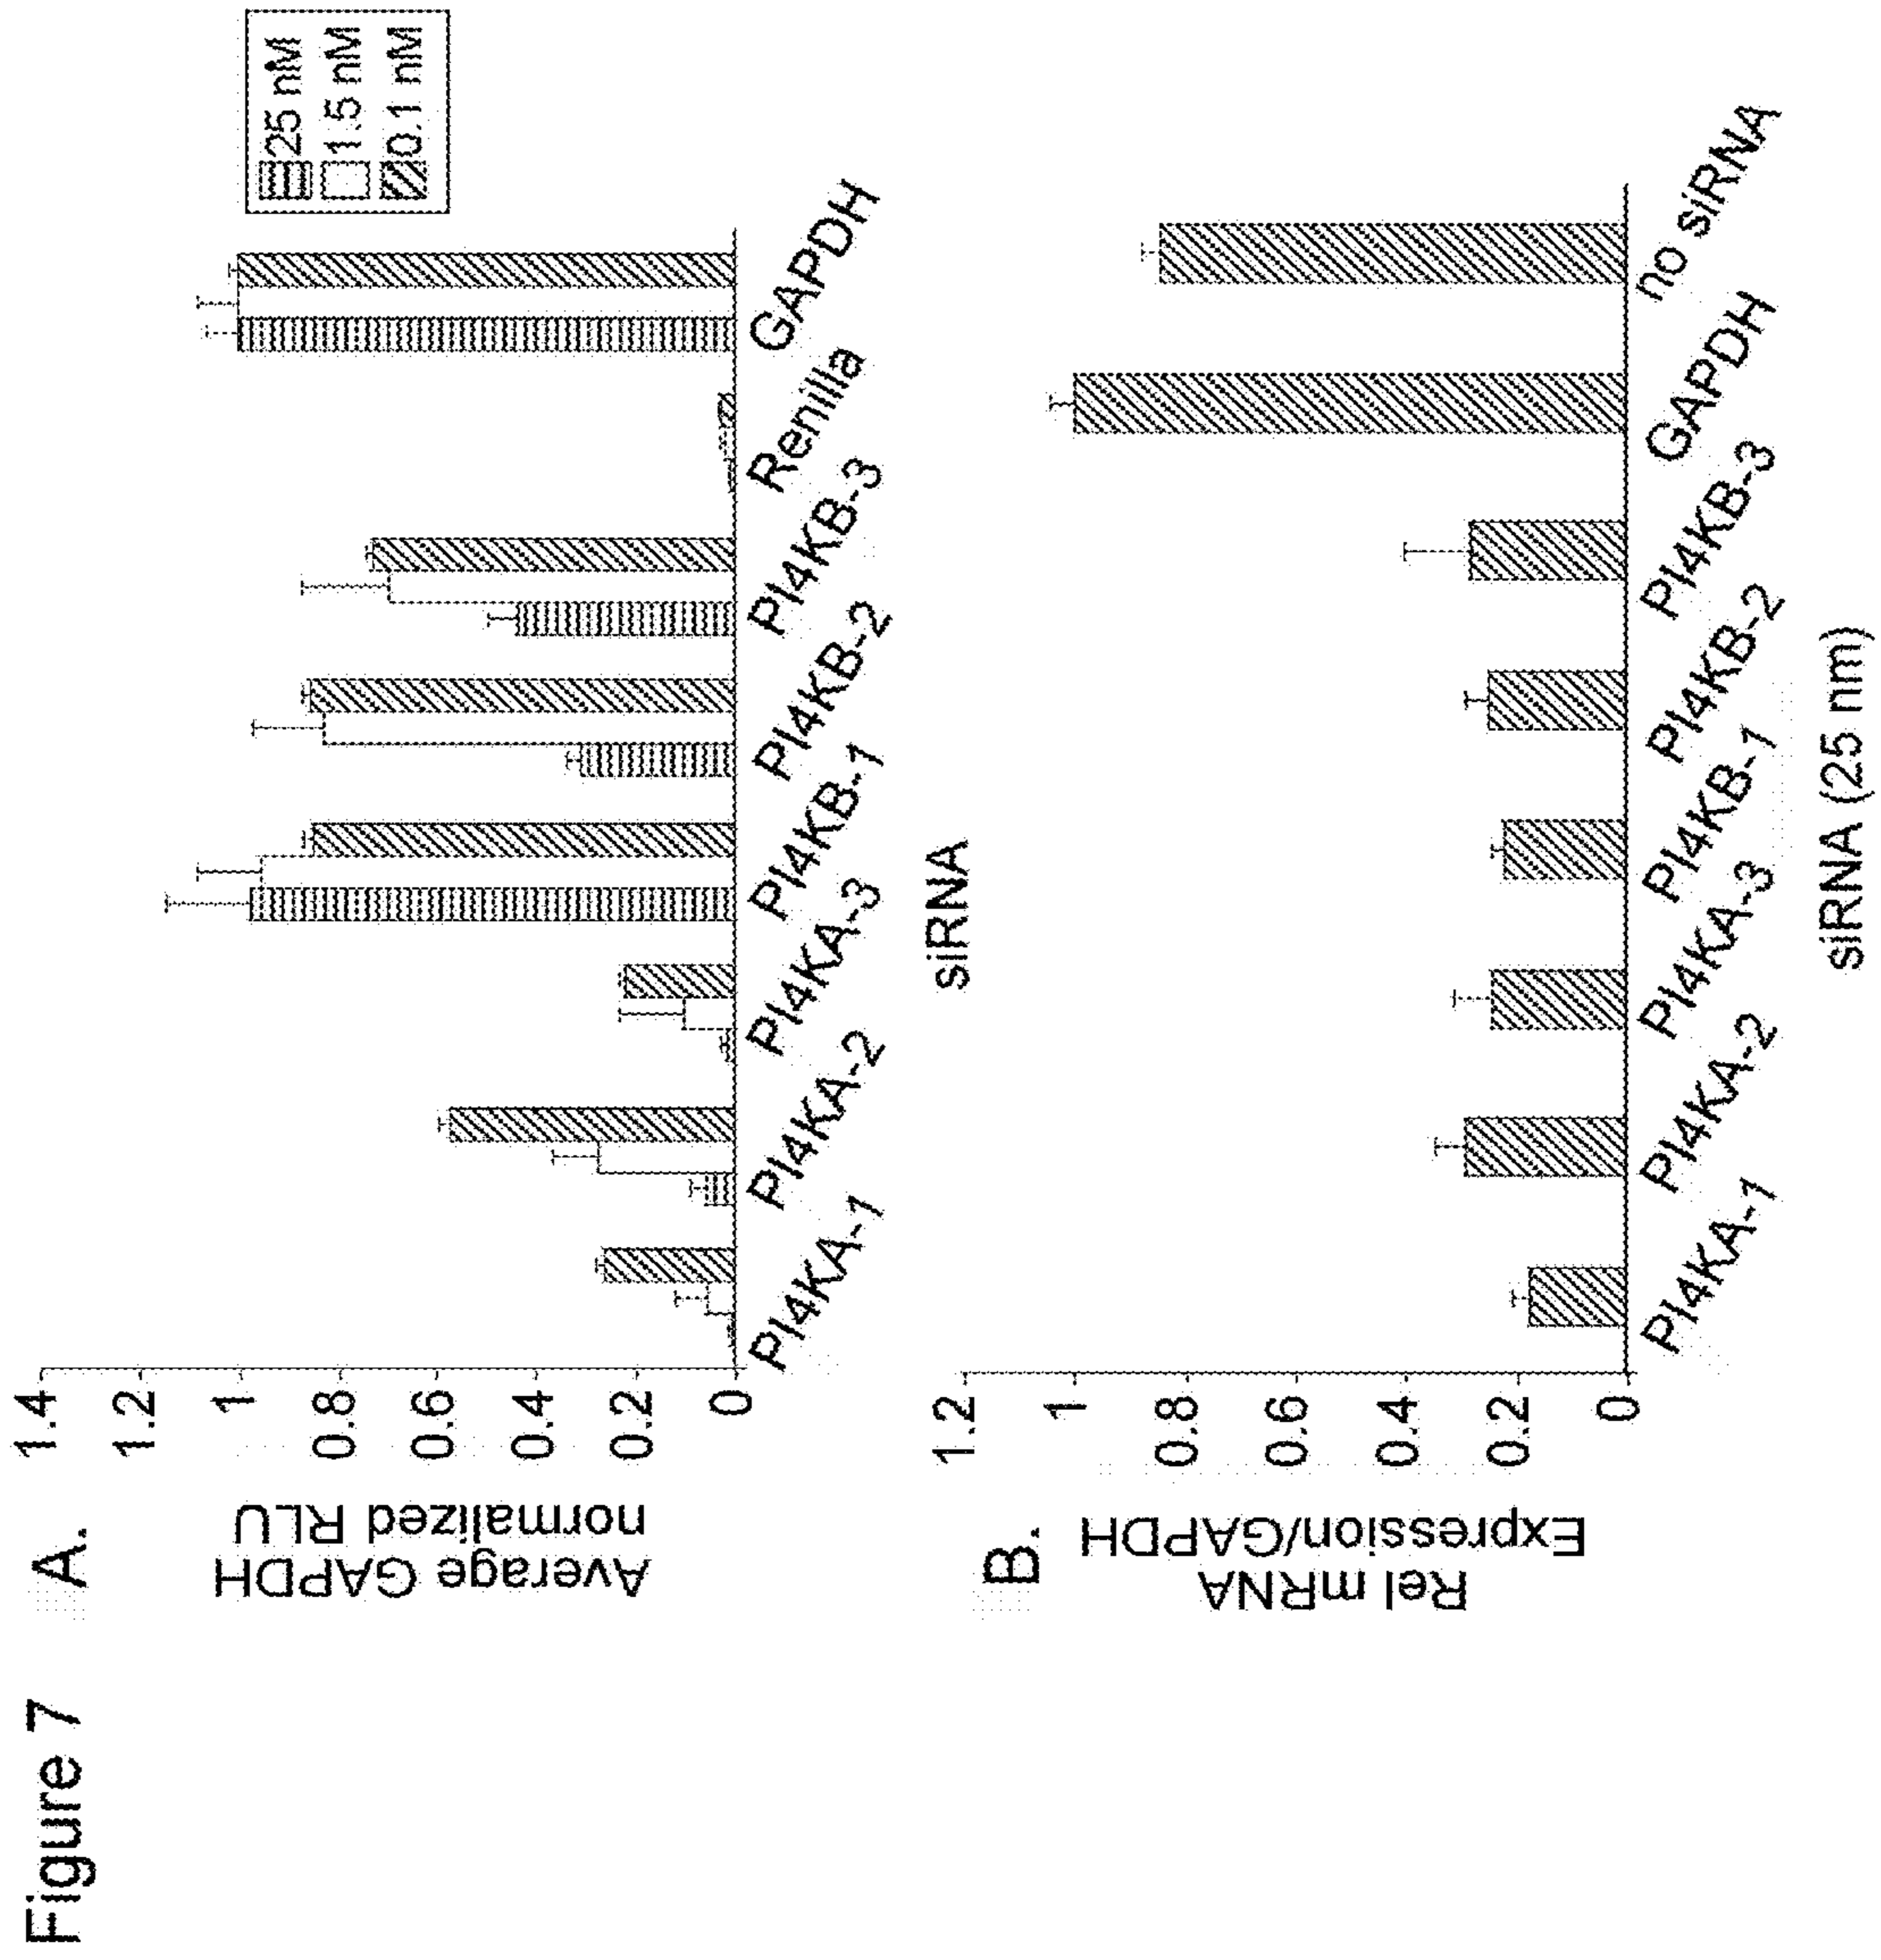 Figure 7
A.
Average GAPDH
normalized RLU
1.4
1.2
1
0.8
0.6
0.4
0.2
0
25 nM
1.5 nM
0.1 nM
PI4KA-1
PI4KA-2
PI4KA-3
PI4KB-1
PI4KB-2
PI4KB-3
Renilla
GAPDH
siRNA
B.
Rel mRNA
Expression/GAPDH
1.2
1
0.8
0.6
0.4
0.2
0
PI4KA-1
PI4KA-2
PI4KA-3
PI4KB-1
PI4KB-2
PI4KB-3
GAPDH
no siRNA
siRNA (25 nm)